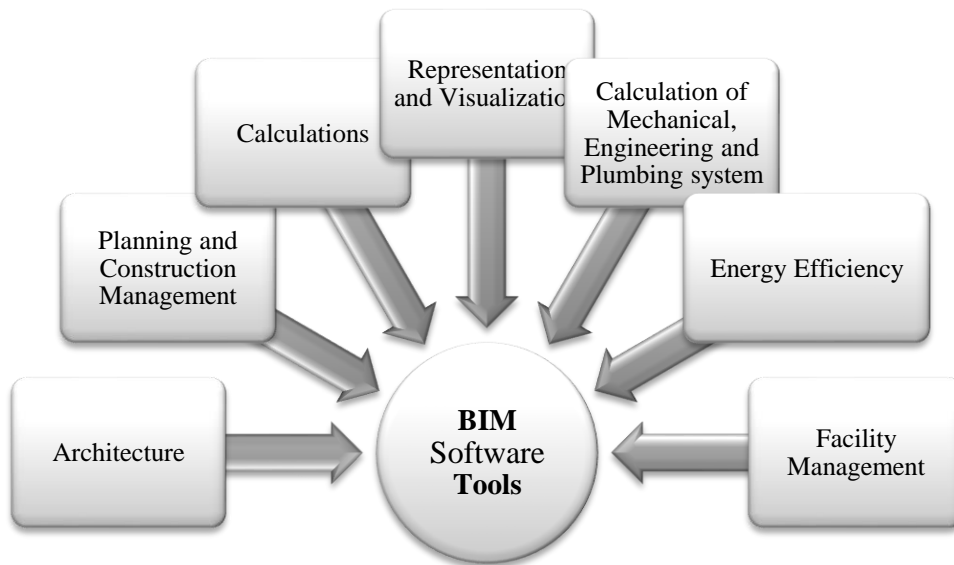 Representation
and Visualization
Calculations
Calculation of
Mechanical,
Engineering and
Plumbing system
Planning and
Construction
Management
Energy Efficiency
Architecture
BIM
Software
Tools
Facility
Management